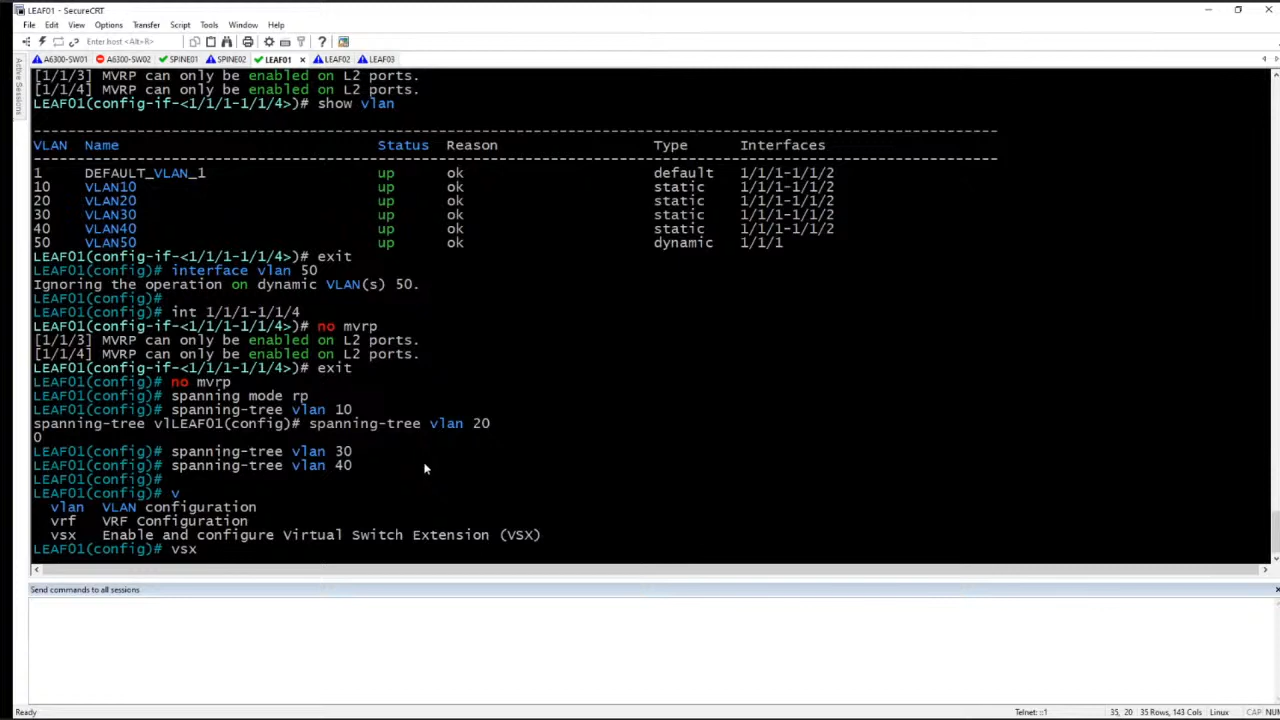 LEAF01 - SecureCRT
File Edit View Options Transfer Script Tools Window Help
Enter host <Alt+R>
A6300-SW01 A6300-SW02 SPINE01 SPINE02 LEAF01 LEAF02 LEAF03
Active Sessions
[1/1/3] MVRP can only be enabled on L2 ports.
[1/1/4] MVRP can only be enabled on L2 ports.
LEAF01(config-if-<1/1/1-1/1/4>)# show vlan
--------------------------------------------------------------------------------
VLAN Name Status Reason Type Interfaces
--------------------------------------------------------------------------------
1 DEFAULT_VLAN_1 up ok default 1/1/1-1/1/2
10 VLAN10 up ok static 1/1/1-1/1/2
20 VLAN20 up ok static 1/1/1-1/1/2
30 VLAN30 up ok static 1/1/1-1/1/2
40 VLAN40 up ok static 1/1/1-1/1/2
50 VLAN50 up ok dynamic 1/1/1
LEAF01(config-if-<1/1/1-1/1/4>)# exit
LEAF01(config)# interface vlan 50
Ignoring the operation on dynamic VLAN(s) 50.
LEAF01(config)#
LEAF01(config)# int 1/1/1-1/1/4
LEAF01(config-if-<1/1/1-1/1/4>)# no mvrp
[1/1/3] MVRP can only be enabled on L2 ports.
[1/1/4] MVRP can only be enabled on L2 ports.
LEAF01(config-if-<1/1/1-1/1/4>)# exit
LEAF01(config)# no mvrp
LEAF01(config)# spanning mode rp
LEAF01(config)# spanning-tree vlan 10
spanning-tree vlLEAF01(config)# spanning-tree vlan 20
0
LEAF01(config)# spanning-tree vlan 30
LEAF01(config)# spanning-tree vlan 40
LEAF01(config)#
LEAF01(config)# v
vlan VLAN configuration
vrf VRF Configuration
vsx Enable and configure Virtual Switch Extension (VSX)
LEAF01(config)# vsx
Send commands to all sessions
Ready Telnet: ::1 35, 20 35 Rows, 143 Cols Linux CAP NUM